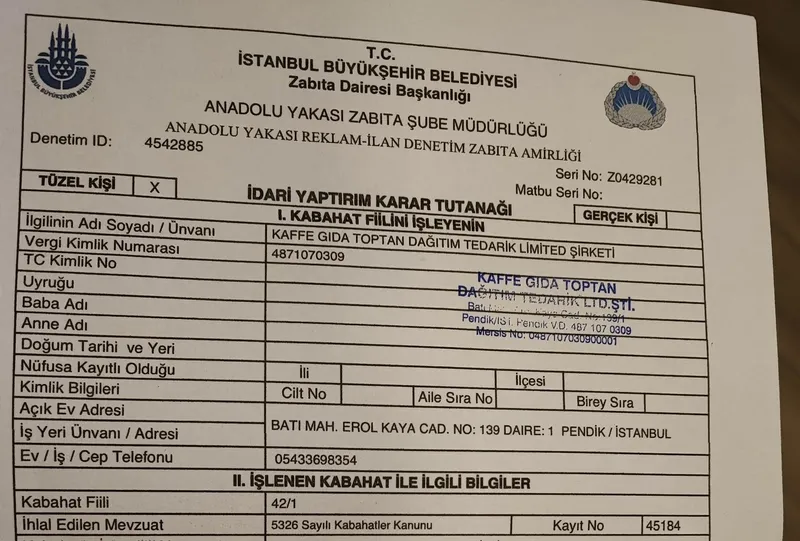 T.C.
İSTANBUL BÜYÜKŞEHİR BELEDİYESİ
Zabıta Dairesi Başkanlığı
ANADOLU YAKASI ZABITA ŞUBE MÜDÜRLÜĞÜ
ANADOLU YAKASI REKLAM-İLAN DENETİM ZABITA AMİRLİĞİ
Denetim ID: 4542885
Seri No: Z0429281
Matbu Seri No:
TÜZEL KİŞİ X
İDARİ YAPTIRIM KARAR TUTANAĞI
GERÇEK KİŞİ
I. KABAHAT FİİLİNİ İŞLEYENİN
İlgilinin Adı Soyadı / Ünvanı KAFFE GIDA TOPTAN DAĞITIM TEDARİK LİMİTED ŞİRKETİ
Vergi Kimlik Numarası 4871070309
TC Kimlik No
Uyruğu
Baba Adı
Anne Adı
KAFFE GIDA TOPTAN
DAĞITIM TEDARİK LTD.ŞTİ.
Kaya Cad. No:139/1
Pendik/İST. Pendik V.D. 487 107 0309
Mersis No: 0487107030900001
Doğum Tarihi ve Yeri
Nüfusa Kayıtlı Olduğu İli İlçesi
Kimlik Bilgileri Cilt No Aile Sıra No Birey Sıra
Açık Ev Adresi
İş Yeri Ünvanı / Adresi BATI MAH. EROL KAYA CAD. NO: 139 DAIRE: 1 PENDİK / İSTANBUL
Ev / İş / Cep Telefonu 05433698354
II. İŞLENEN KABAHAT İLE İLGİLİ BİLGİLER
Kabahat Fiili 42/1
İhlal Edilen Mevzuat 5326 Sayılı Kabahatler Kanunu Kayıt No 45184